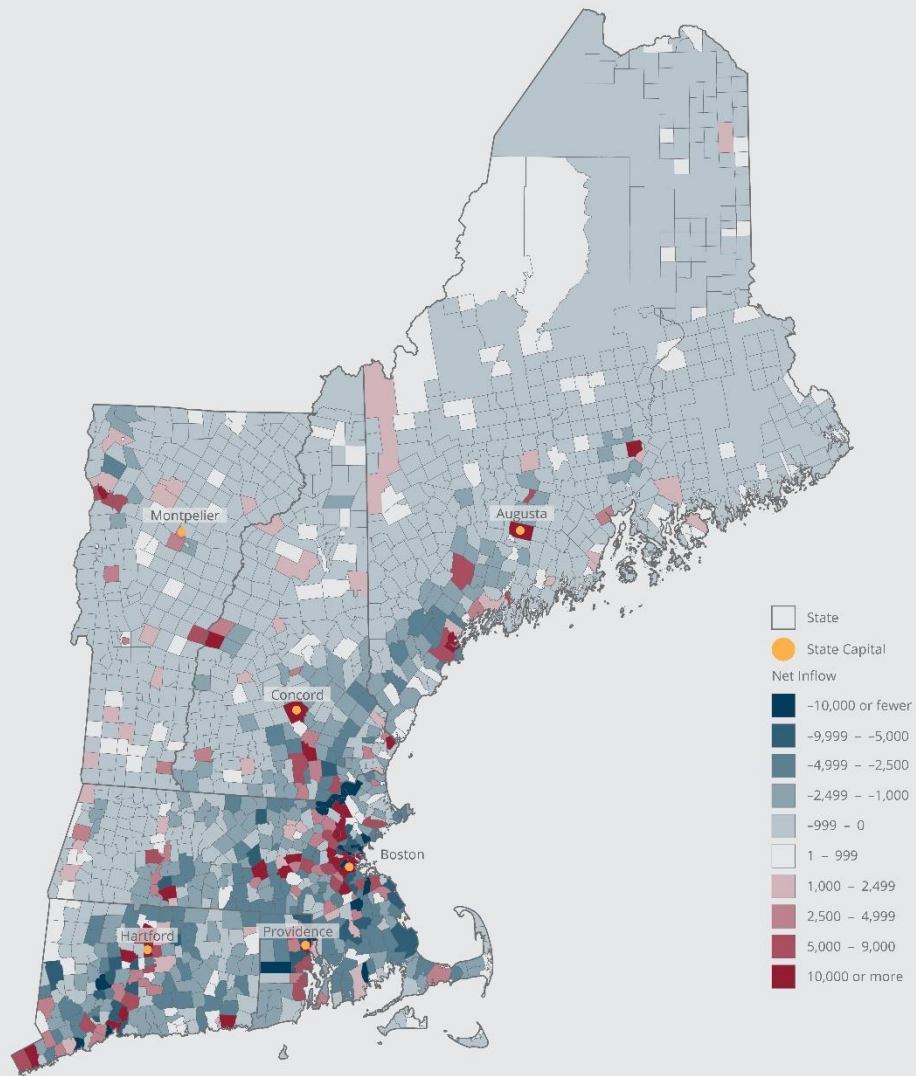 Montpelier
Augusta
Concord
Boston
Hartford
Providence
State
State Capital
Net Inflow
–10,000 or fewer
–9,999 – –5,000
–4,999 – –2,500
–2,499 – –1,000
–999 – 0
1 – 999
1,000 – 2,499
2,500 – 4,999
5,000 – 9,000
10,000 or more